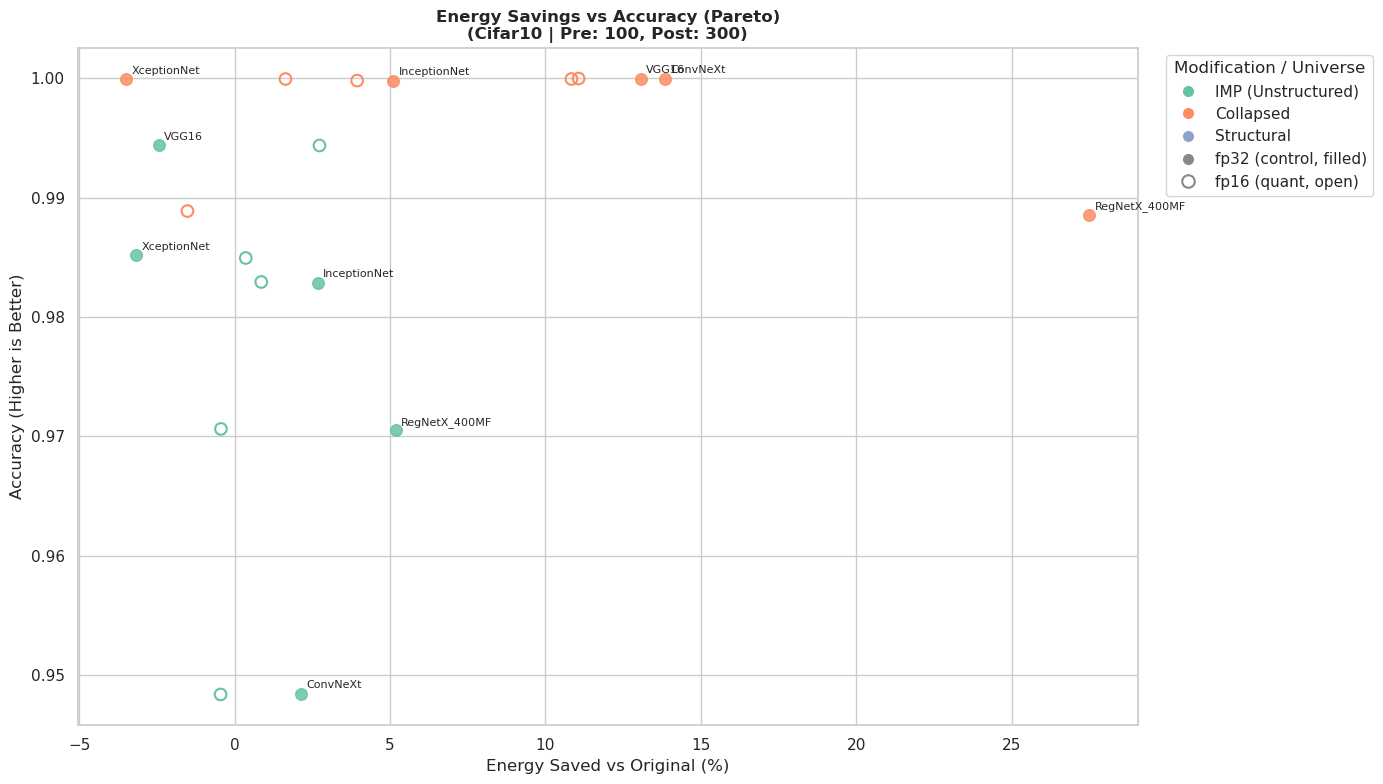 Energy Savings vs Accuracy (Pareto)
(Cifar10 | Pre: 100, Post: 300)
Accuracy (Higher is Better)
1.00
0.99
0.98
0.97
0.96
0.95
XceptionNet
InceptionNet
VGG16
ConvNeXt
VGG16
RegNetX_400MF
XceptionNet
InceptionNet
RegNetX_400MF
ConvNeXt
−5
0
5
10
15
20
25
Energy Saved vs Original (%)
Modification / Universe
IMP (Unstructured)
Collapsed
Structural
fp32 (control, filled)
fp16 (quant, open)